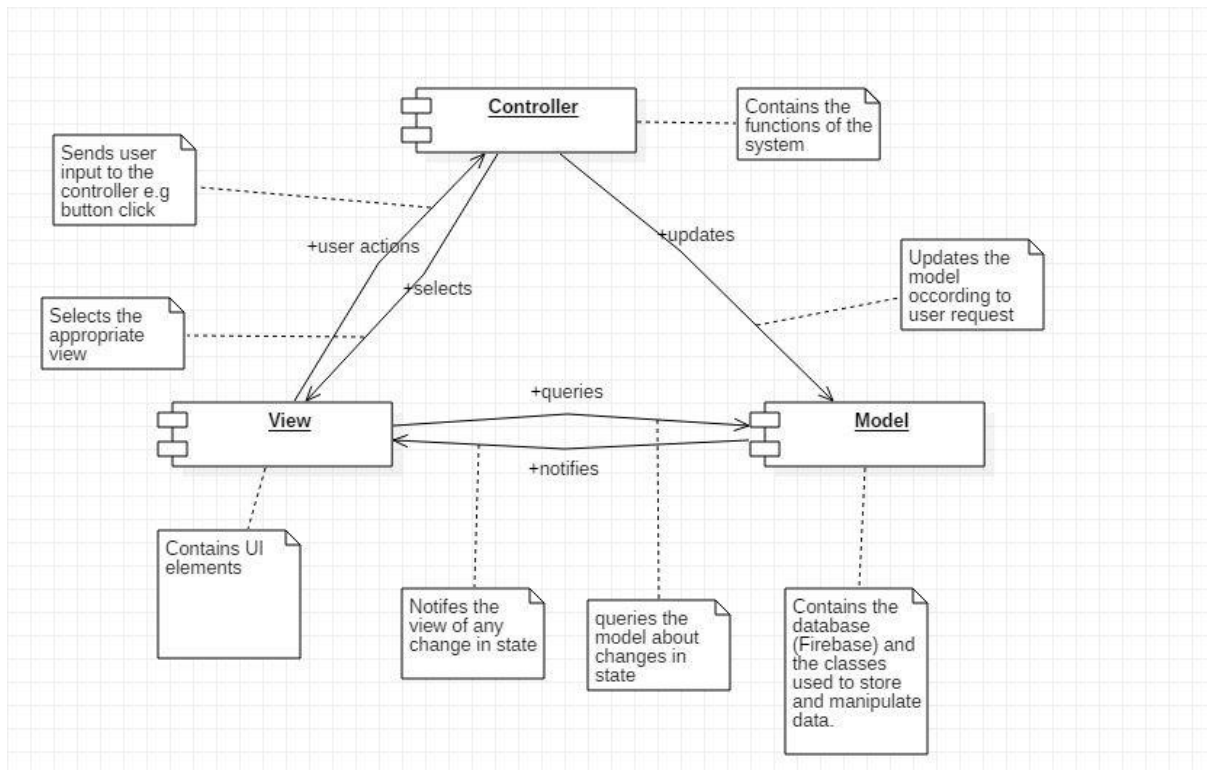 Controller
Contains the
functions of the
system
Sends user
input to the
controller e.g
button click
+user actions
+updates
+selects
Updates the
model
occording to
user request
Selects the
appropriate
view
+queries
View
Model
+notifies
Contains UI
elements
Notifes the
view of any
change in state
queries the
model about
changes in
state
Contains the
database
(Firebase) and
the classes
used to store
and manipulate
data.